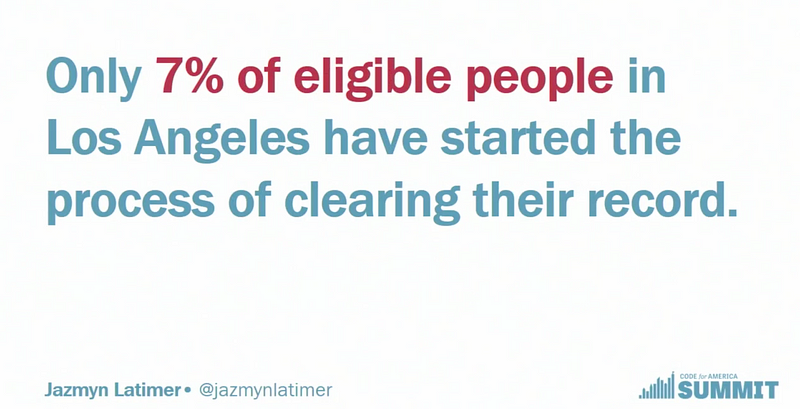 Only 7% of eligible people in
Los Angeles have started the
process of clearing their record.
Jazmyn Latimer • @jazmynlatimer
CODE for AMERICA
SUMMIT